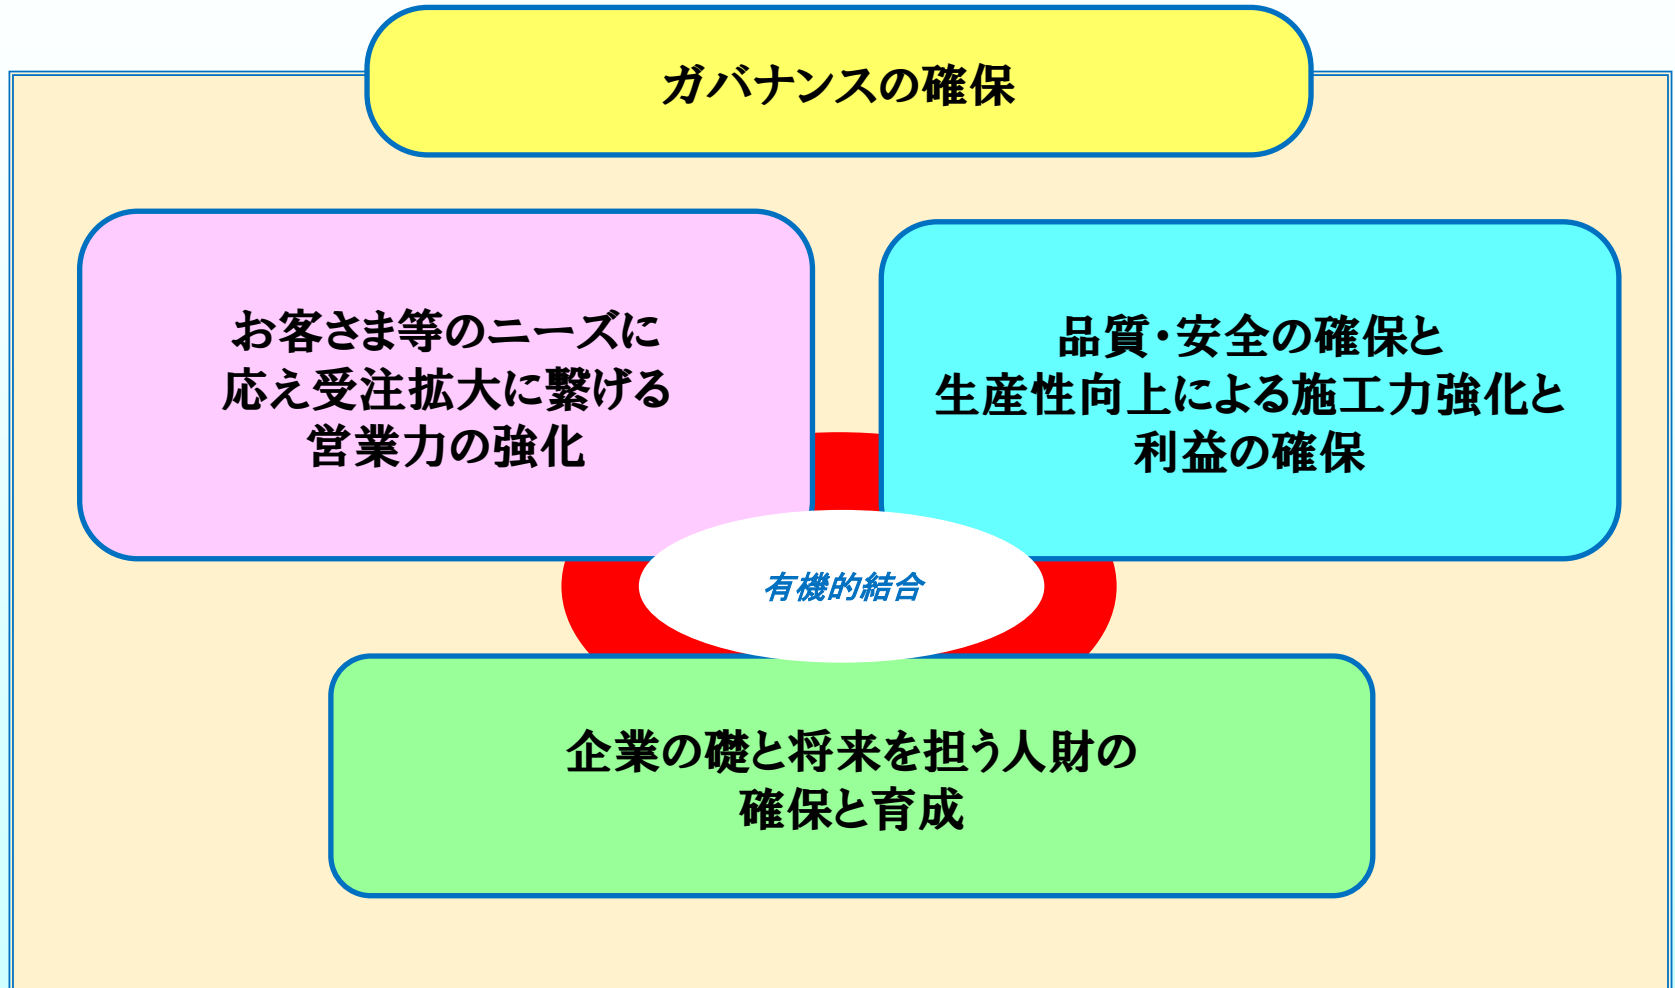 ガバナンスの確保
お客さま等のニーズに
応え受注拡大に繋げる
営業力の強化
品質・安全の確保と
生産性向上による施工力強化と
利益の確保
有機的結合
企業の礎と将来を担う人財の
確保と育成